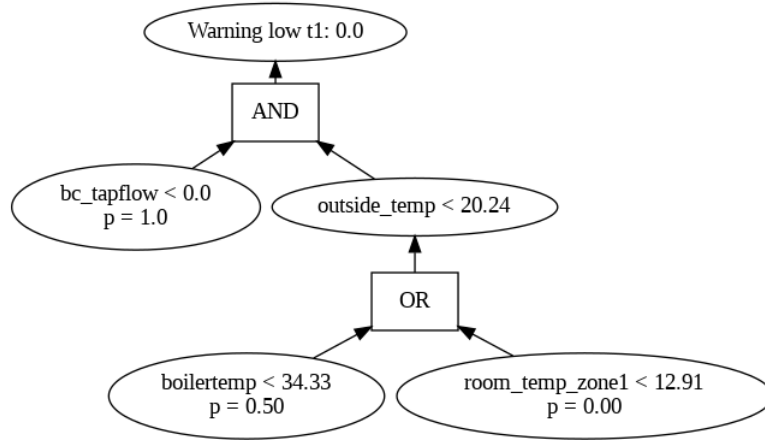 Warning low t1: 0.0
AND
bc_tapflow < 0.0
p = 1.0
outside_temp < 20.24
OR
boilertemp < 34.33
p = 0.50
room_temp_zone1 < 12.91
p = 0.00